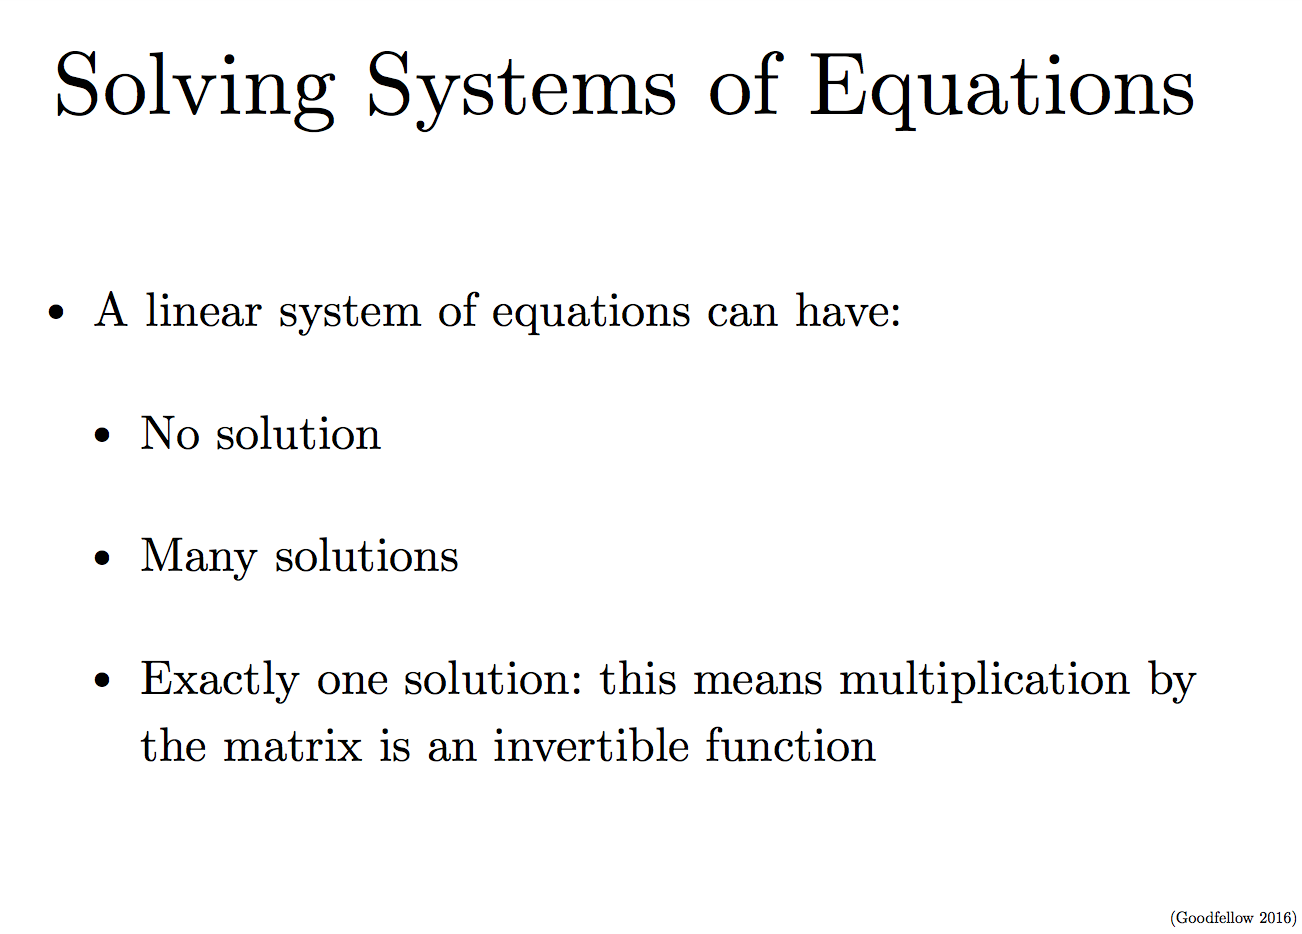 Solving Systems of Equations
• A linear system of equations can have:
• No solution
• Many solutions
• Exactly one solution: this means multiplication by
the matrix is an invertible function
(Goodfellow 2016)